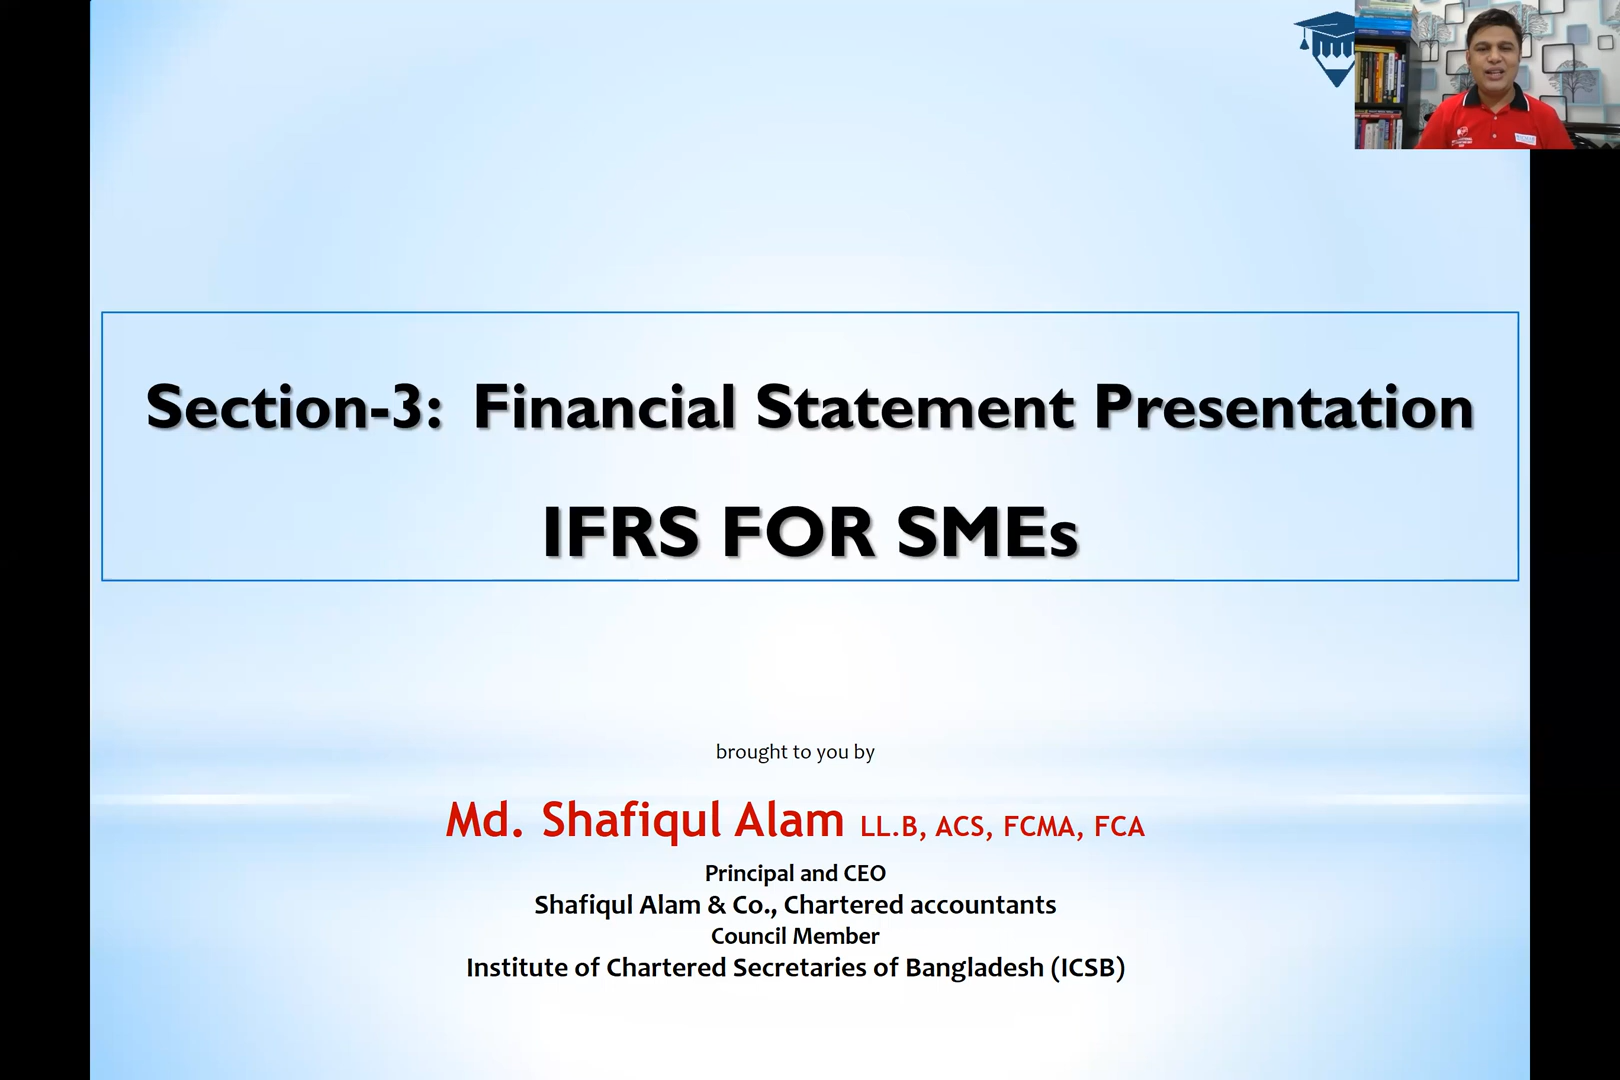 Section-3: Financial Statement Presentation
IFRS FOR SMEs
brought to you by
Md. Shafiqul Alam LL.B, ACS, FCMA, FCA
Principal and CEO
Shafiqul Alam & Co., Chartered accountants
Council Member
Institute of Chartered Secretaries of Bangladesh (ICSB)